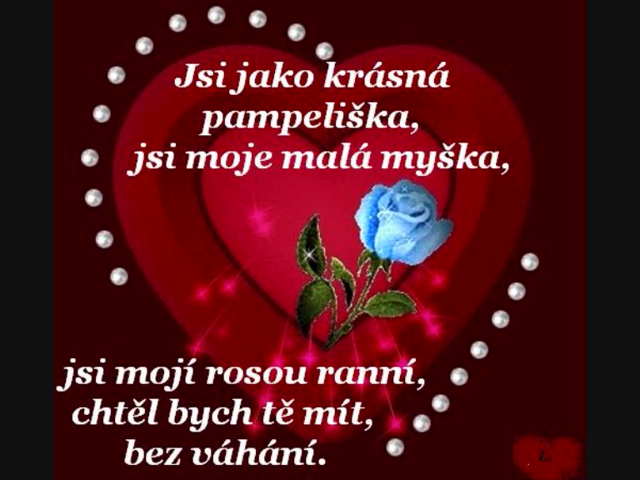 Jsi jako krásná
pampeliška,
jsi moje malá myška,
jsi mojí rosou ranní,
chtěl bych tě mít,
bez váhání.